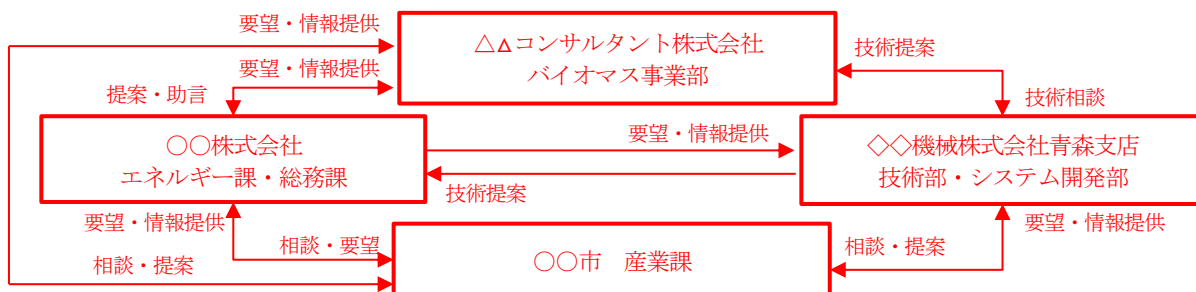 要望・情報提供
△△コンサルタント株式会社
バイオマス事業部
技術提案
要望・情報提供
提案・助言
技術相談
〇〇株式会社
エネルギー課・総務課
要望・情報提供
◇◇機械株式会社青森支店
技術部・システム開発部
技術提案
要望・情報提供
要望・情報提供
相談・要望
〇〇市　産業課
相談・提案
相談・提案